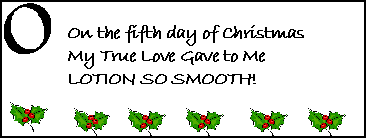 O On the fifth day of Christmas
My True Love Gave to Me
LOTION SO SMOOTH!